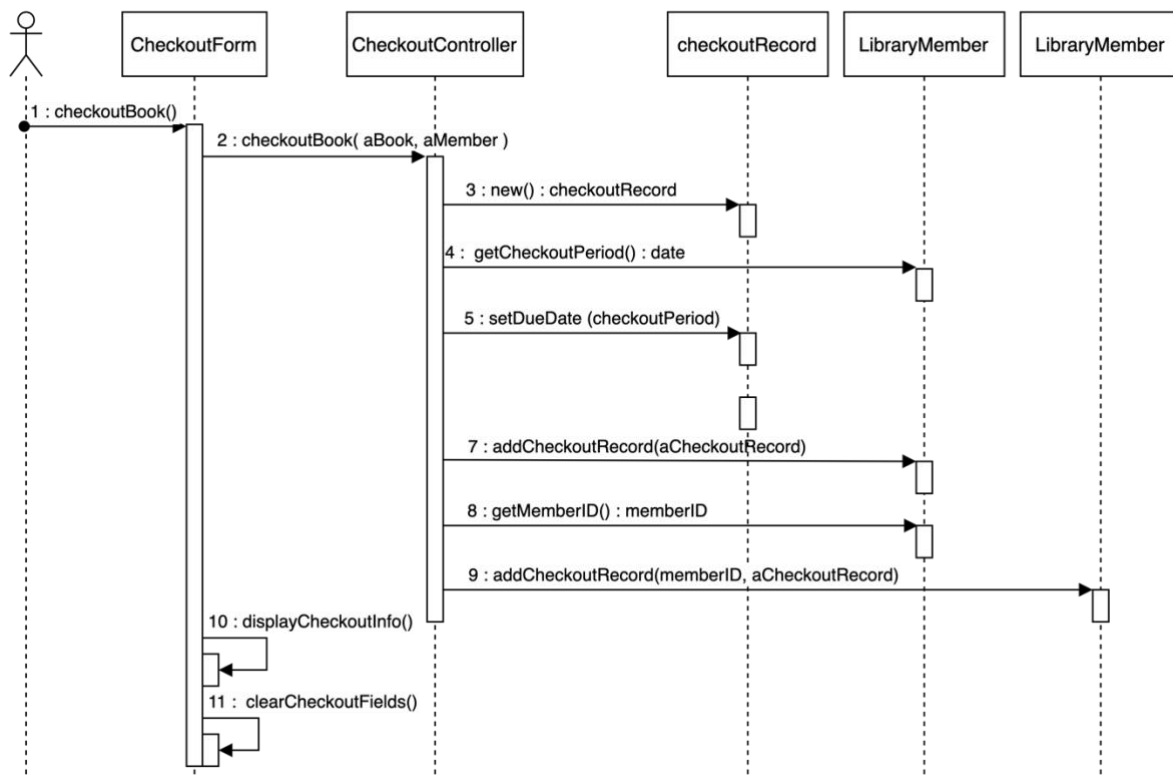 CheckoutForm
CheckoutController
checkoutRecord
LibraryMember
LibraryMember
1 : checkoutBook()
2 : checkoutBook( aBook, aMember )
3 : new() : checkoutRecord
4 :  getCheckoutPeriod() : date
5 : setDueDate (checkoutPeriod)
7 : addCheckoutRecord(aCheckoutRecord)
8 : getMemberID() : memberID
9 : addCheckoutRecord(memberID, aCheckoutRecord)
10 : displayCheckoutInfo()
11 :  clearCheckoutFields()